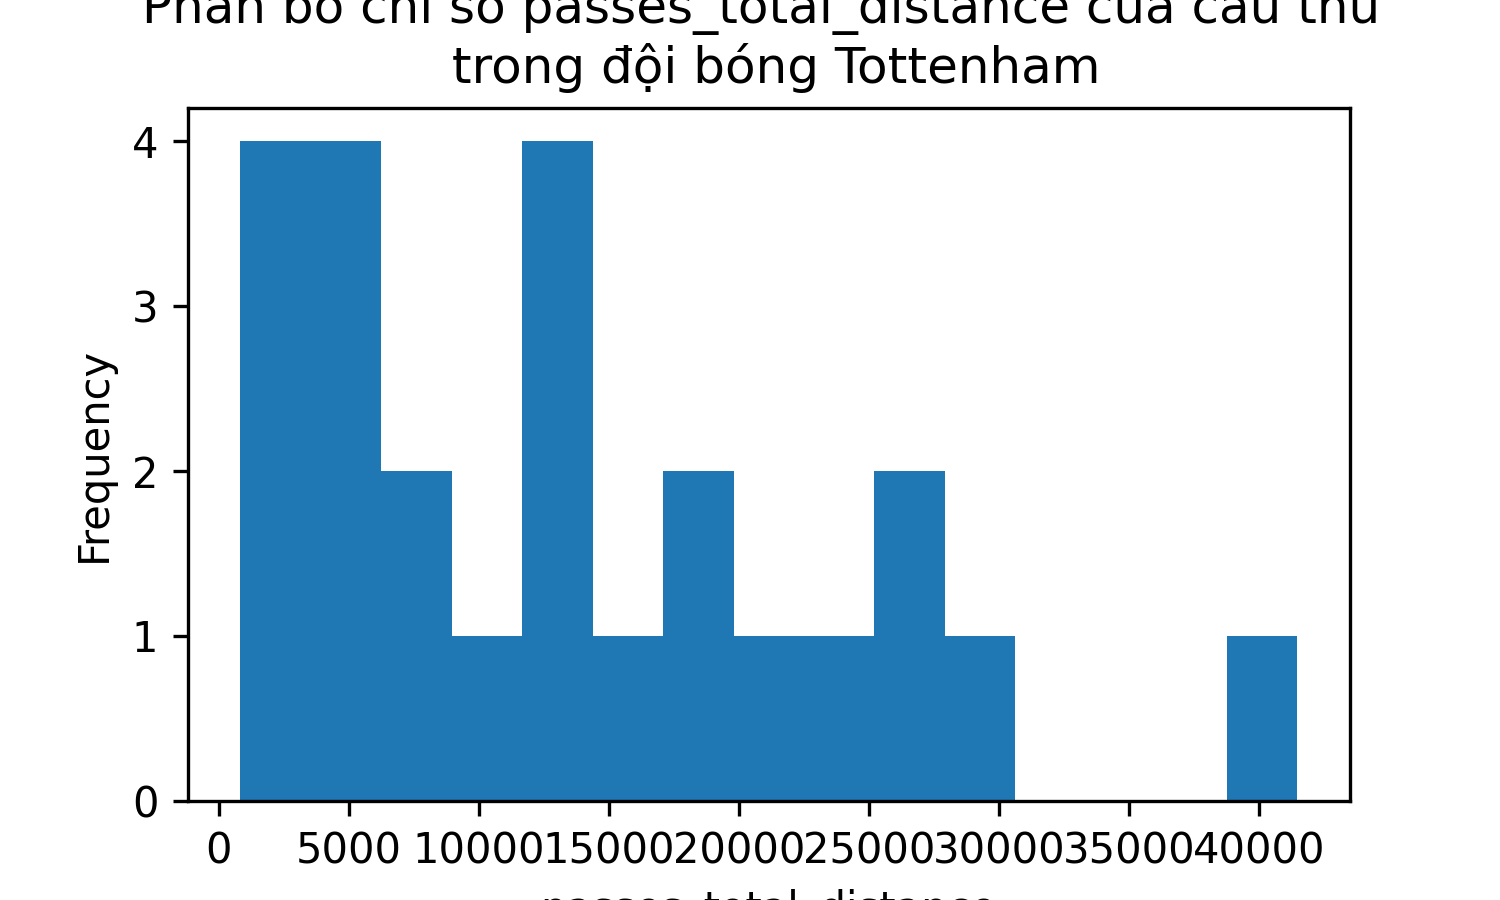 Phân bố chỉ số passes_total_distance của cầu thủ
trong đội bóng Tottenham
4
3
2
1
0
Frequency
0 5000 10000 15000 20000 25000 30000 35000 40000
passes_total_distance